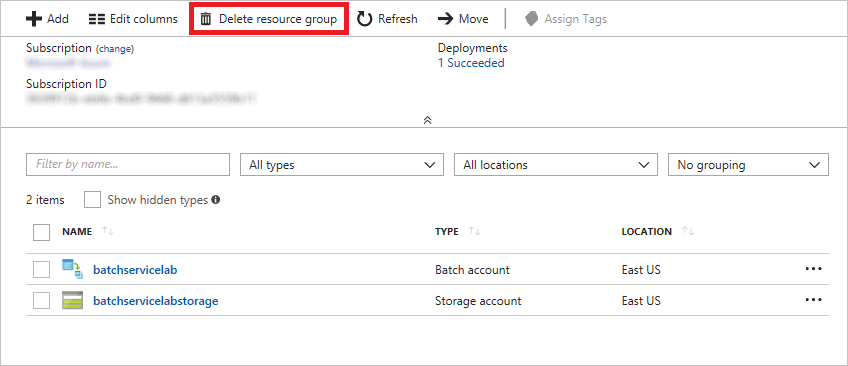 Add Edit columns Delete resource group Refresh Move Assign Tags
Subscription (change) Deployments
1 Succeeded
Subscription ID
Filter by name... All types All locations No grouping
2 items Show hidden types
NAME TYPE LOCATION
batchservicelab Batch account East US
batchservicelabstorage Storage account East US